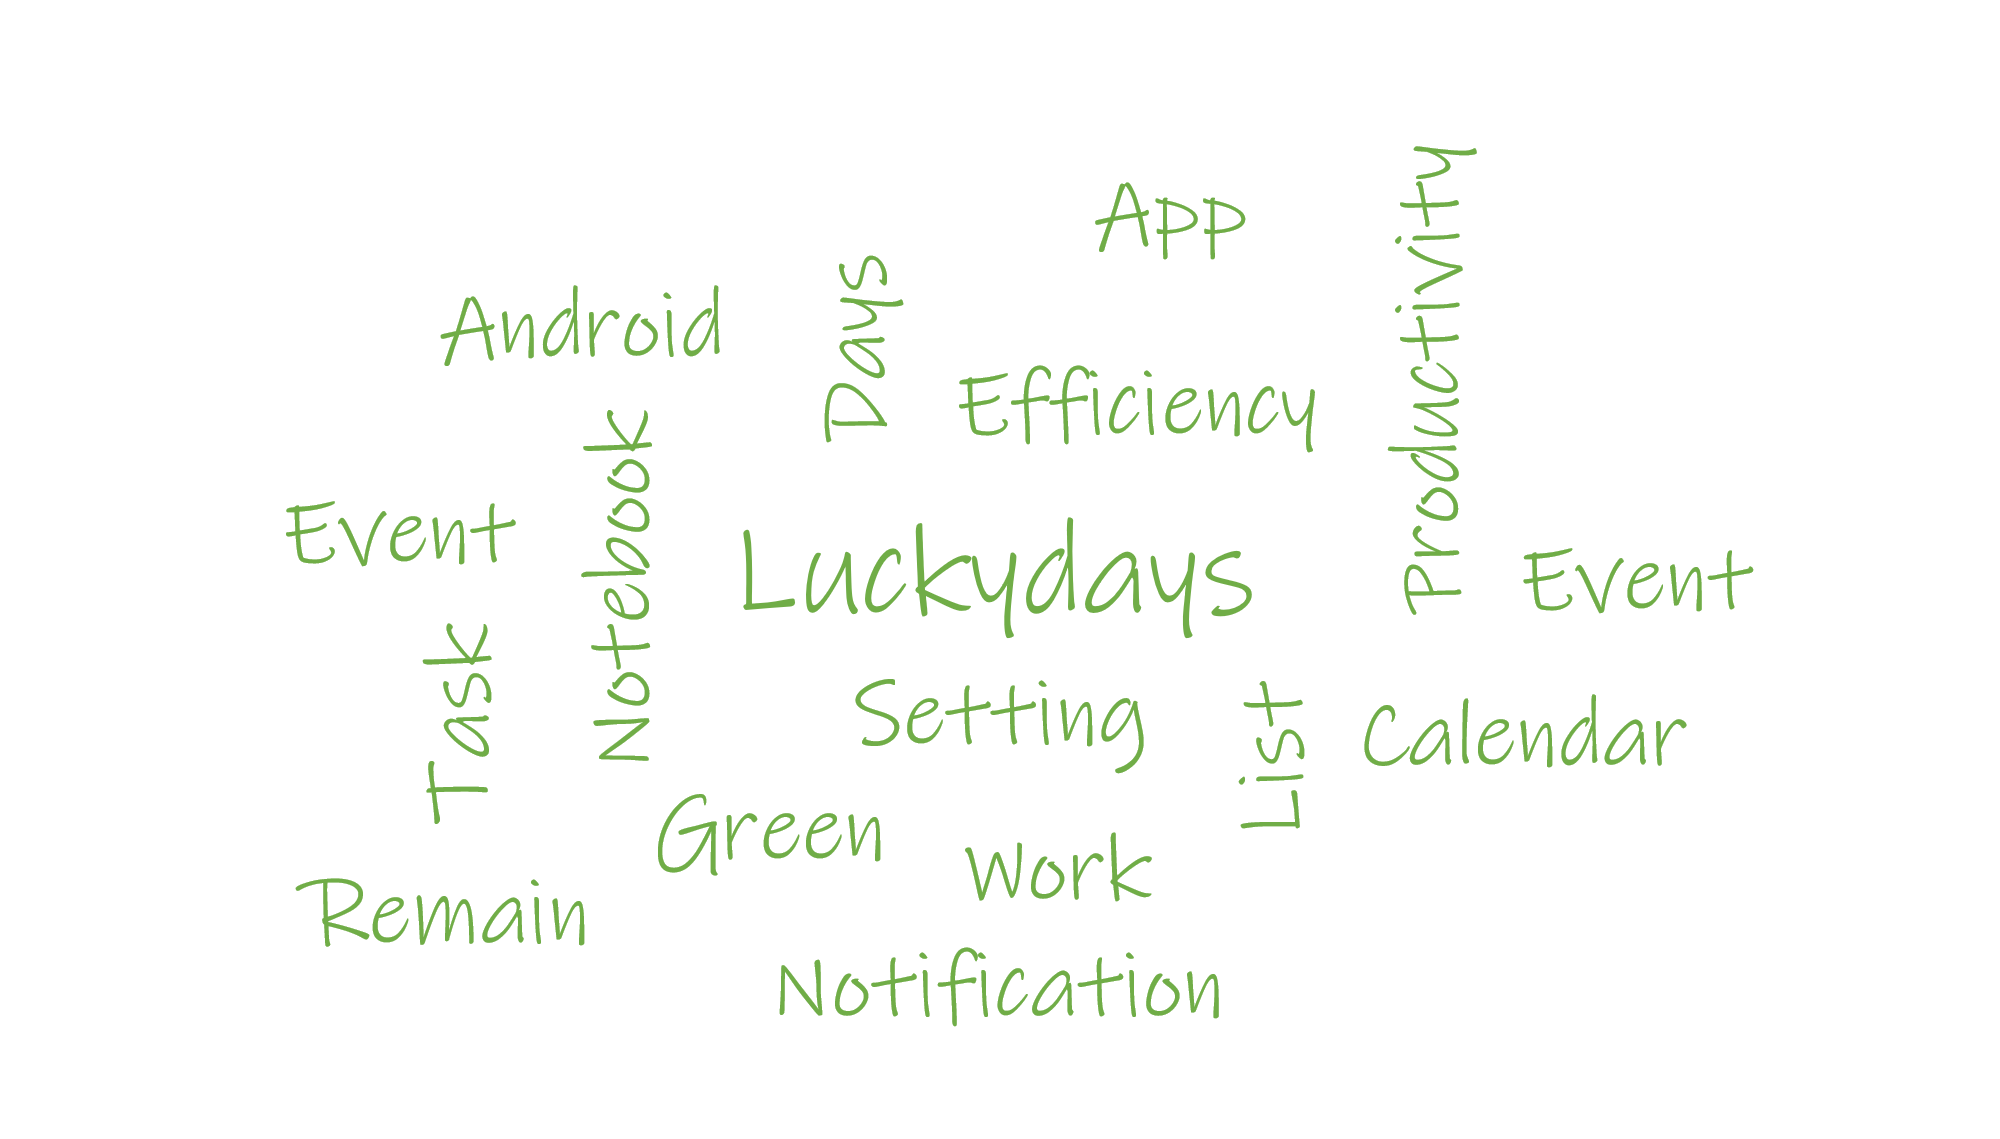 App
Productivity
Android
Days
Efficiency
Notebook
Event
Luckydays
Event
Task
Setting
List
Calendar
Green
Work
Remain
Notification